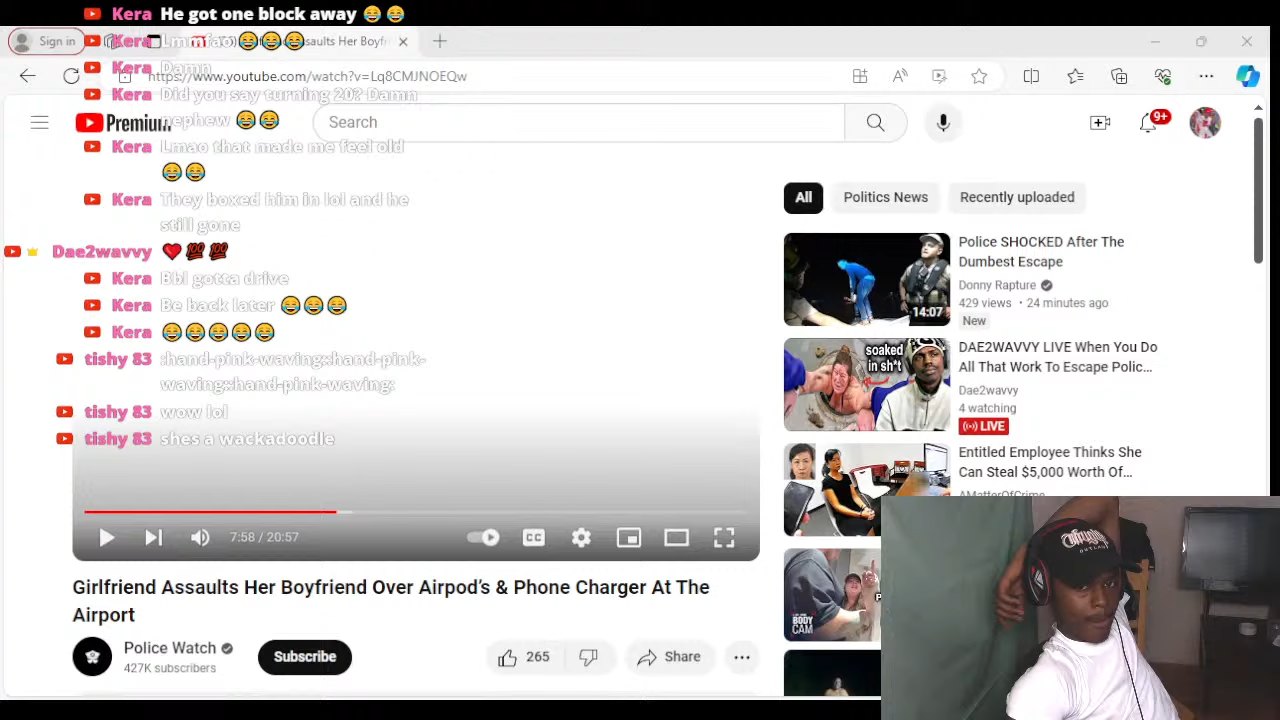 Kera He got one block away 😂😂
Sign in
Assaults Her Boyfr
Kera Lmmfao 😂😂😂
Kera Damn
https://www.youtube.com/watch?v=Lq8CMJNOEQw
Kera Did you say turning 20? Damn
nephew 😂😂
Premium
Search
9+
Kera Lmao that made me feel old
😂😂
Kera They boxed him in lol and he
still gone
Dae2wavvy ❤️💯💯
Kera Bbl gotta drive
Kera Be back later 😂😂😂
Kera 😂😂😂😂😂
tishy 83 :hand-pink-waving::hand-pink-
waving::hand-pink-waving:
tishy 83 wow lol
tishy 83 shes a wackadoodle
7:58 / 20:57
CC
Girlfriend Assaults Her Boyfriend Over Airpod's & Phone Charger At The
Airport
Police Watch
427K subscribers
Subscribe
265
Share
All
Politics News
Recently uploaded
14:07
Police SHOCKED After The
Dumbest Escape
Donny Rapture
429 views • 24 minutes ago
New
soaked
in sh*t
DAE2WAVVY LIVE When You Do
All That Work To Escape Polic...
Dae2wavvy
4 watching
LIVE
Entitled Employee Thinks She
Can Steal $5,000 Worth Of...
AMatterOfCrime
BODY
CAM